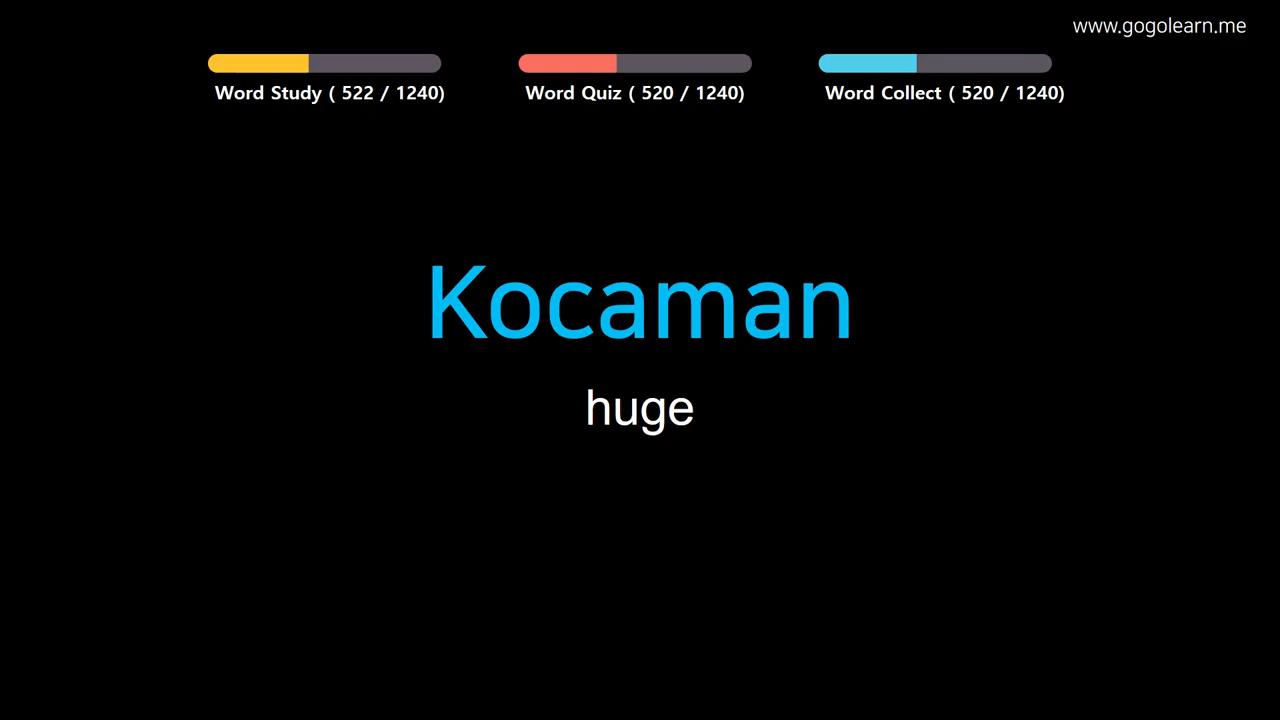 www.gogolearn.me
Word Study ( 522 / 1240)
Word Quiz ( 520 / 1240)
Word Collect ( 520 / 1240)
Kocaman
huge